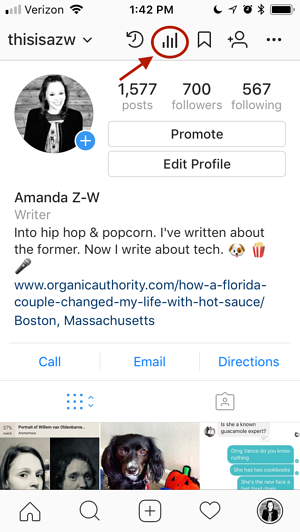 Verizon 1:42 PM
thisisazw
1,577 700 567
posts followers following
Promote
Edit Profile
Amanda Z-W
Writer
Into hip hop & popcorn. I've written about
the former. Now I write about tech. 🐶 🍿
🎤
www.organicauthority.com/how-a-florida-
couple-changed-my-life-with-hot-sauce/
Boston, Massachusetts
Call Email Directions
37%
Portrait of Willem van Oldenbarne...
Anonymous
Is she a known
guacamole expert?
Omg Vance do you know
nothing
She has two cookbooks
She's the new face a